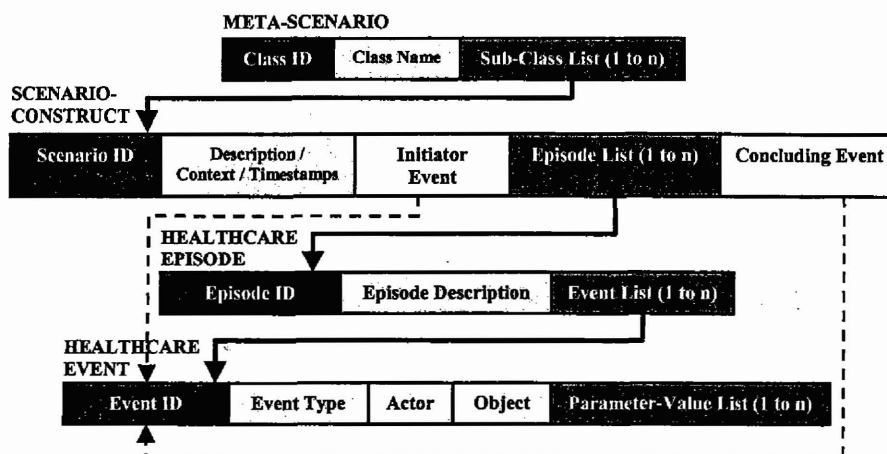 META-SCENARIO
Class ID
Class Name
Sub-Class List (1 to n)
SCENARIO-
CONSTRUCT
Scenario ID
Description /
Context / Timestamps
Initiator
Event
Episode List (1 to n)
Concluding Event
HEALTHCARE
EPISODE
Episode ID
Episode Description
Event List (1 to n)
HEALTHCARE
EVENT
Event ID
Event Type
Actor
Object
Parameter-Value List (1 to n)